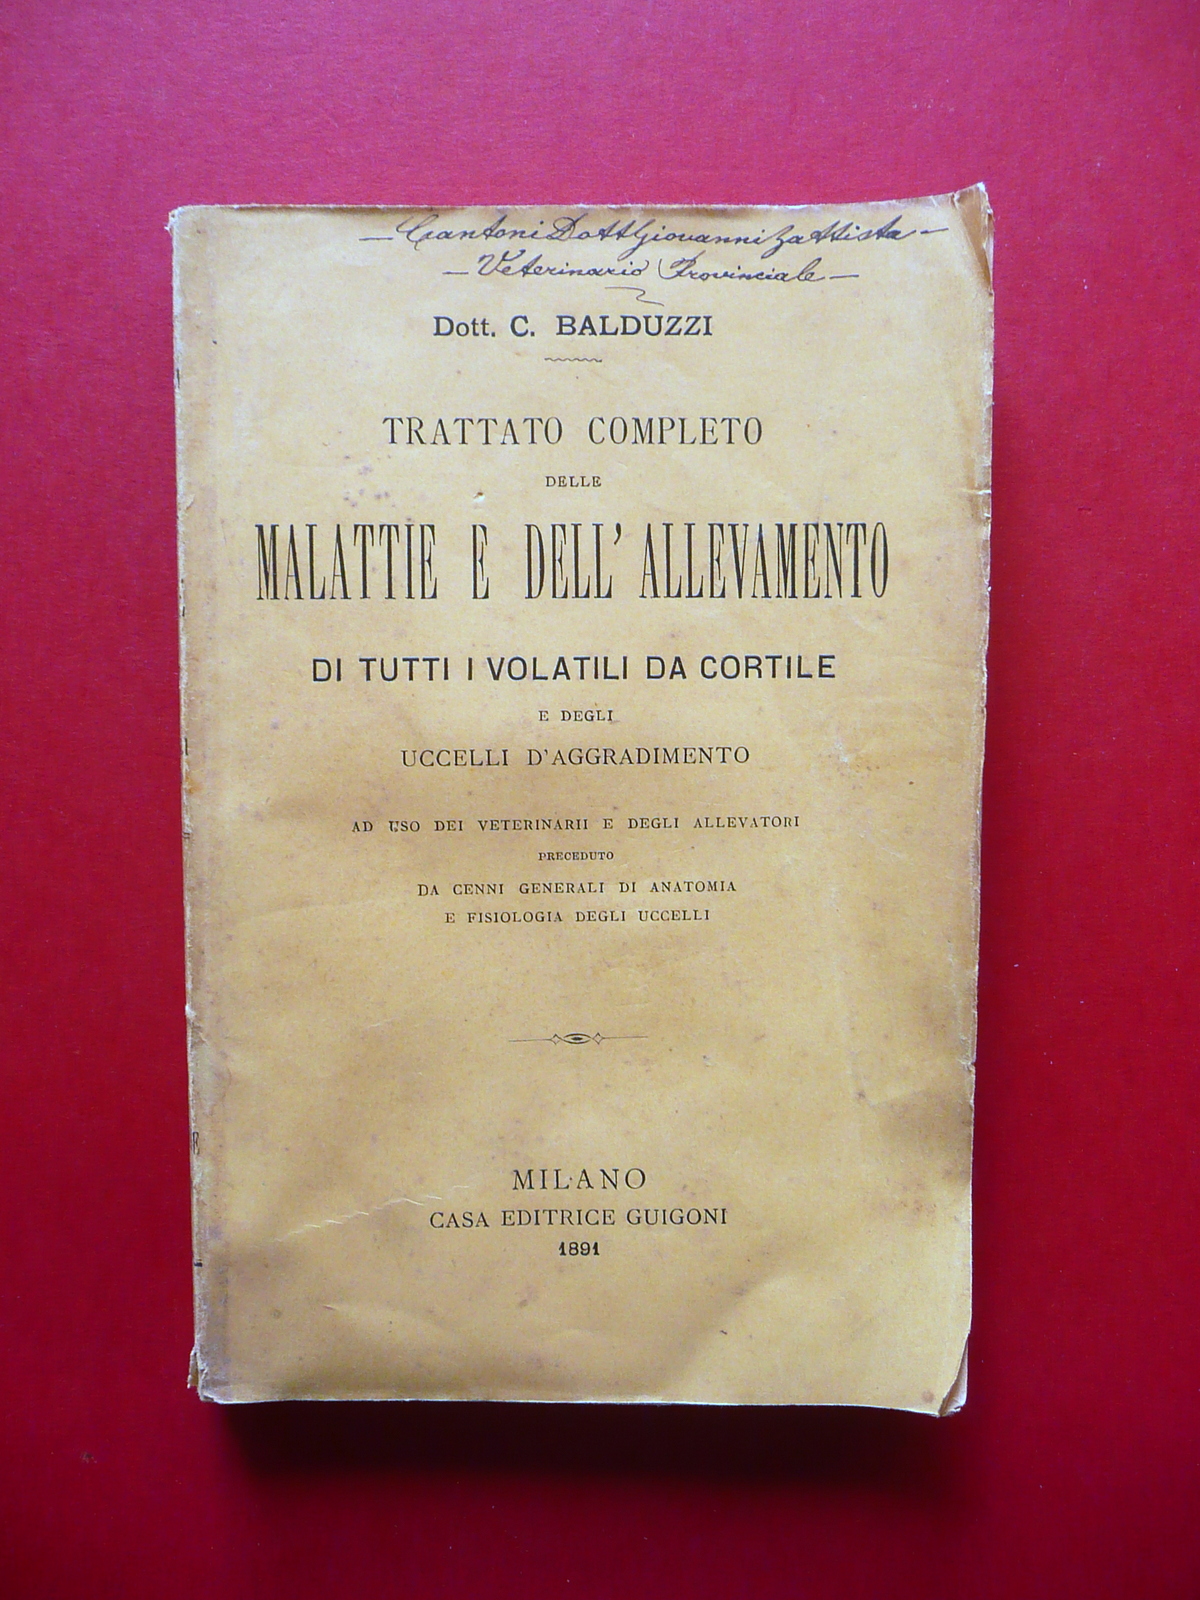 — Cantoni Dott Giovanni Battista —
— Veterinario Provinciale —
Dott. C. BALDUZZI
TRATTATO COMPLETO
DELLE
MALATTIE E DELL'ALLEVAMENTO
DI TUTTI I VOLATILI DA CORTILE
E DEGLI
UCCELLI D'AGGRADIMENTO
AD USO DEI VETERINARII E DEGLI ALLEVATORI
PRECEDUTO
DA CENNI GENERALI DI ANATOMIA
E FISIOLOGIA DEGLI UCCELLI
MILANO
CASA EDITRICE GUIGONI
1891